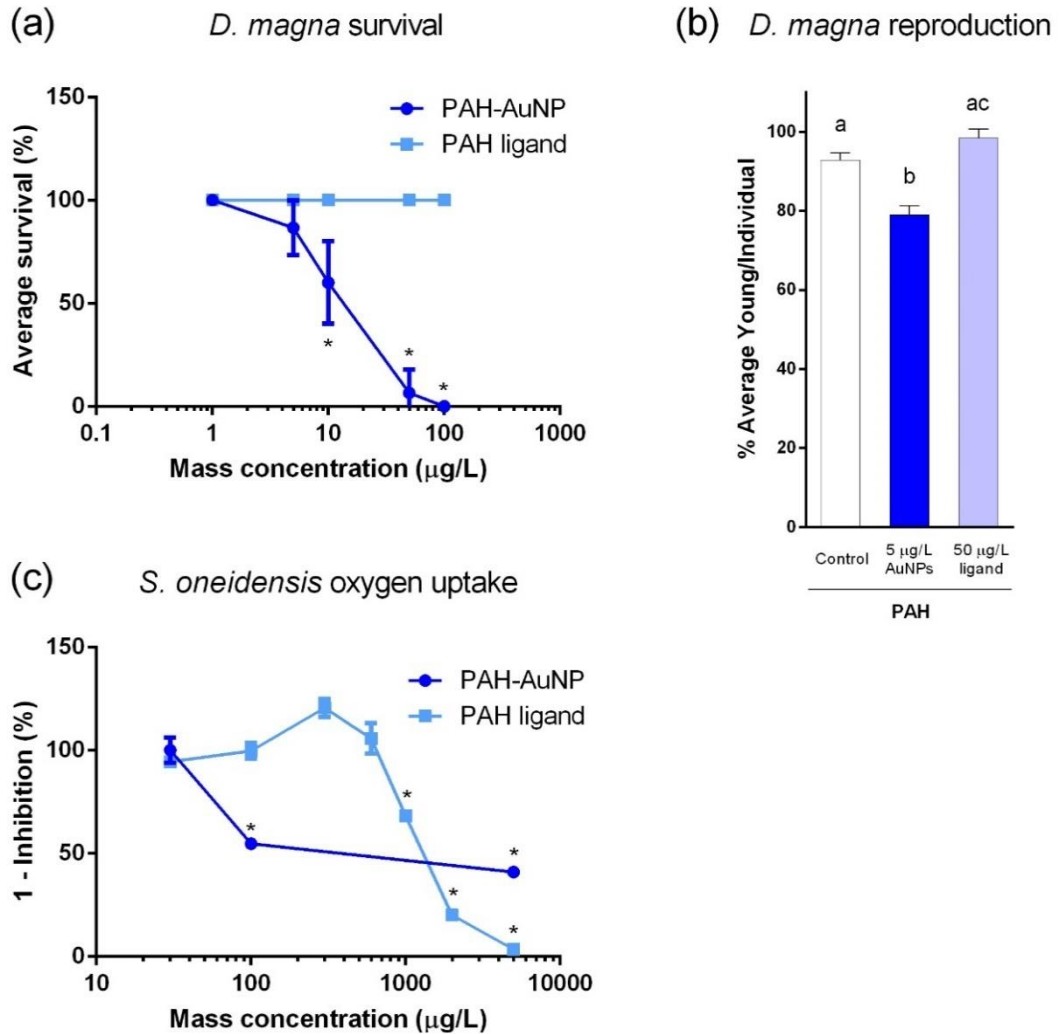 (a) D. magna survival
150
100
50
0
Average survival (%)
PAH-AuNP
PAH ligand
*
*
*
0.1 1 10 100 1000
Mass concentration (µg/L)
(b) D. magna reproduction
100
80
60
40
20
0
% Average Young/Individual
a
b
ac
Control
5 µg/L
AuNPs
50 µg/L
ligand
PAH
(c) S. oneidensis oxygen uptake
150
100
50
0
1 - Inhibition (%)
PAH-AuNP
PAH ligand
*
*
*
*
*
10 100 1000 10000
Mass concentration (µg/L)